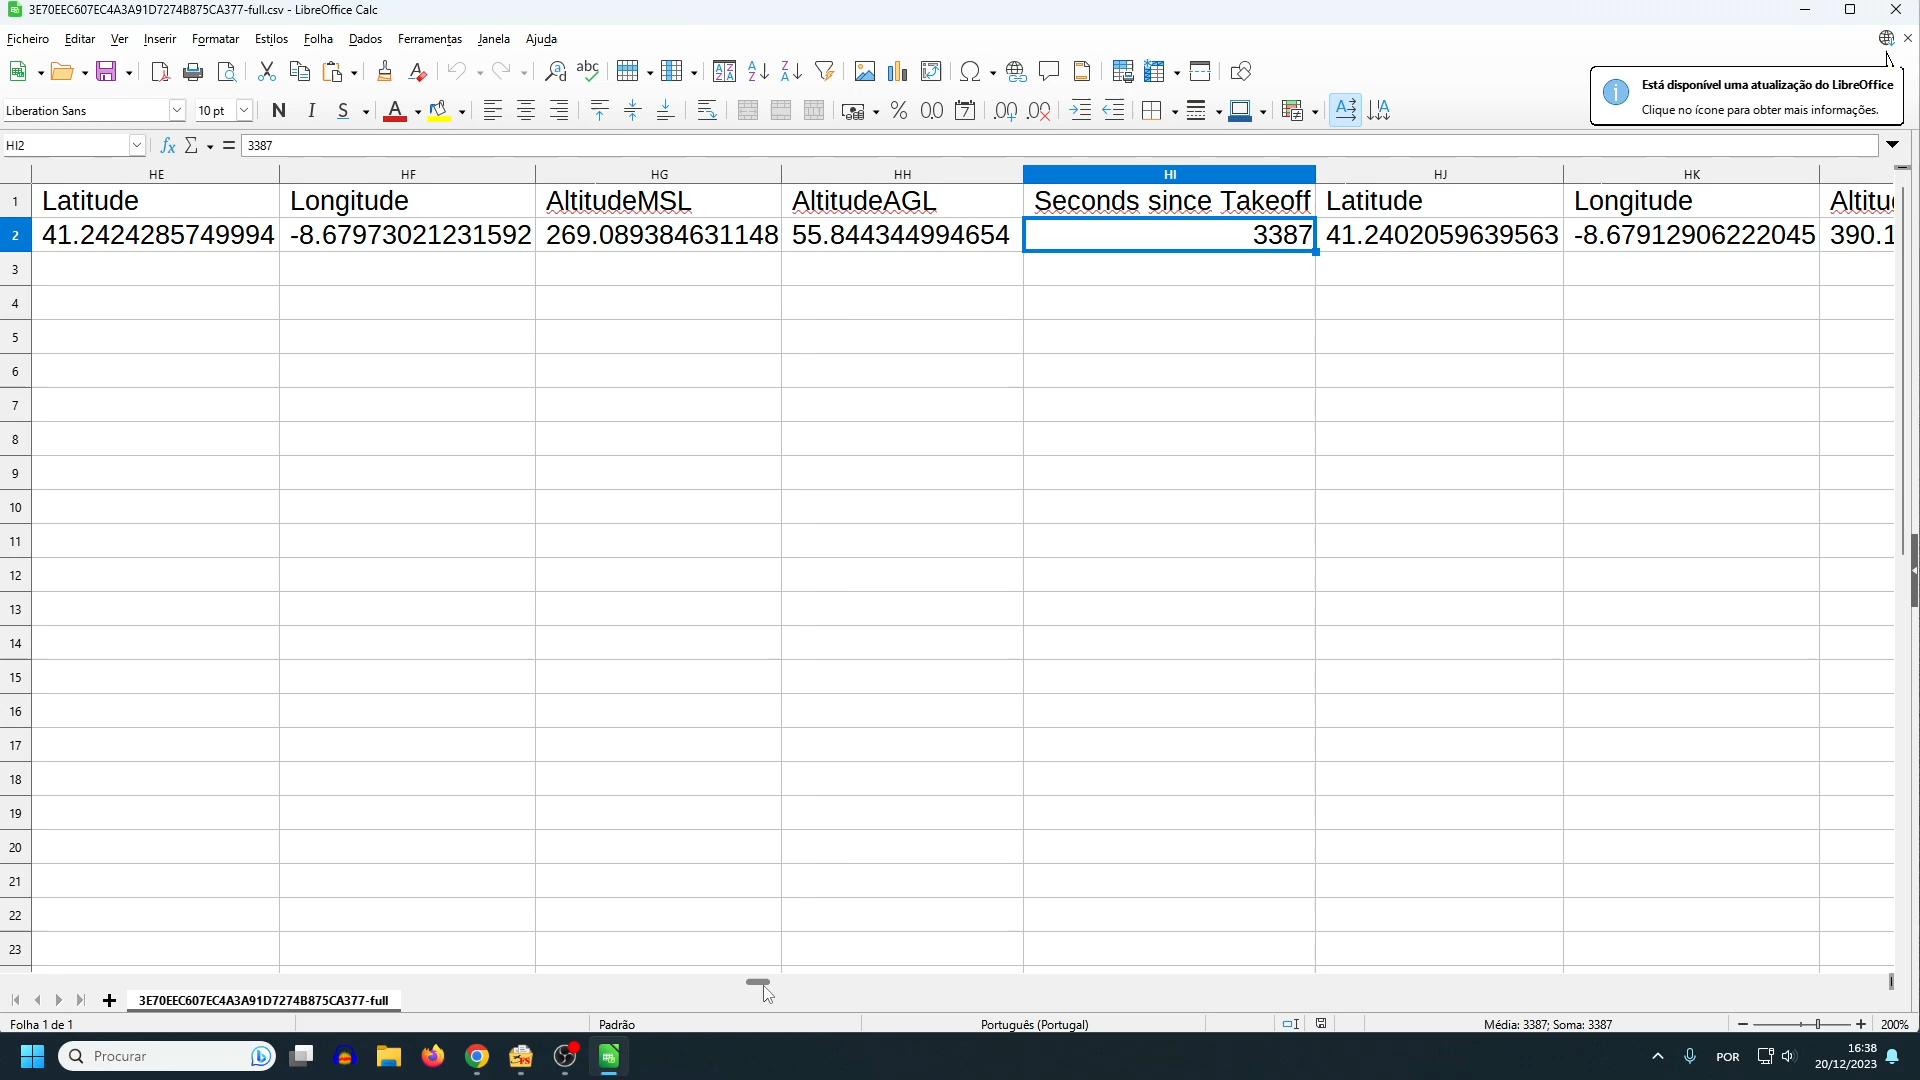 3E70EEC607EC4A3A91D7274B875CA377-full.csv - LibreOffice Calc
Ficheiro Editar Ver Inserir Formatar Estilos Folha Dados Ferramentas Janela Ajuda
Está disponível uma atualização do LibreOffice
Clique no ícone para obter mais informações.
Liberation Sans 10 pt N I S
HI2 fx Σ = 3387
HE HF HG HH HI HJ HK
1 Latitude Longitude AltitudeMSL AltitudeAGL Seconds since Takeoff Latitude Longitude Altitu
2 41.2424285749994 -8.67973021231592 269.089384631148 55.844344994654 3387 41.2402059639563 -8.67912906222045 390.1
3
4
5
6
7
8
9
10
11
12
13
14
15
16
17
18
19
20
21
22
23
3E70EEC607EC4A3A91D7274B875CA377-full
Folha 1 de 1 Padrão Português (Portugal) Média: 3387; Soma: 3387 200%
Procurar POR 16:38
20/12/2023